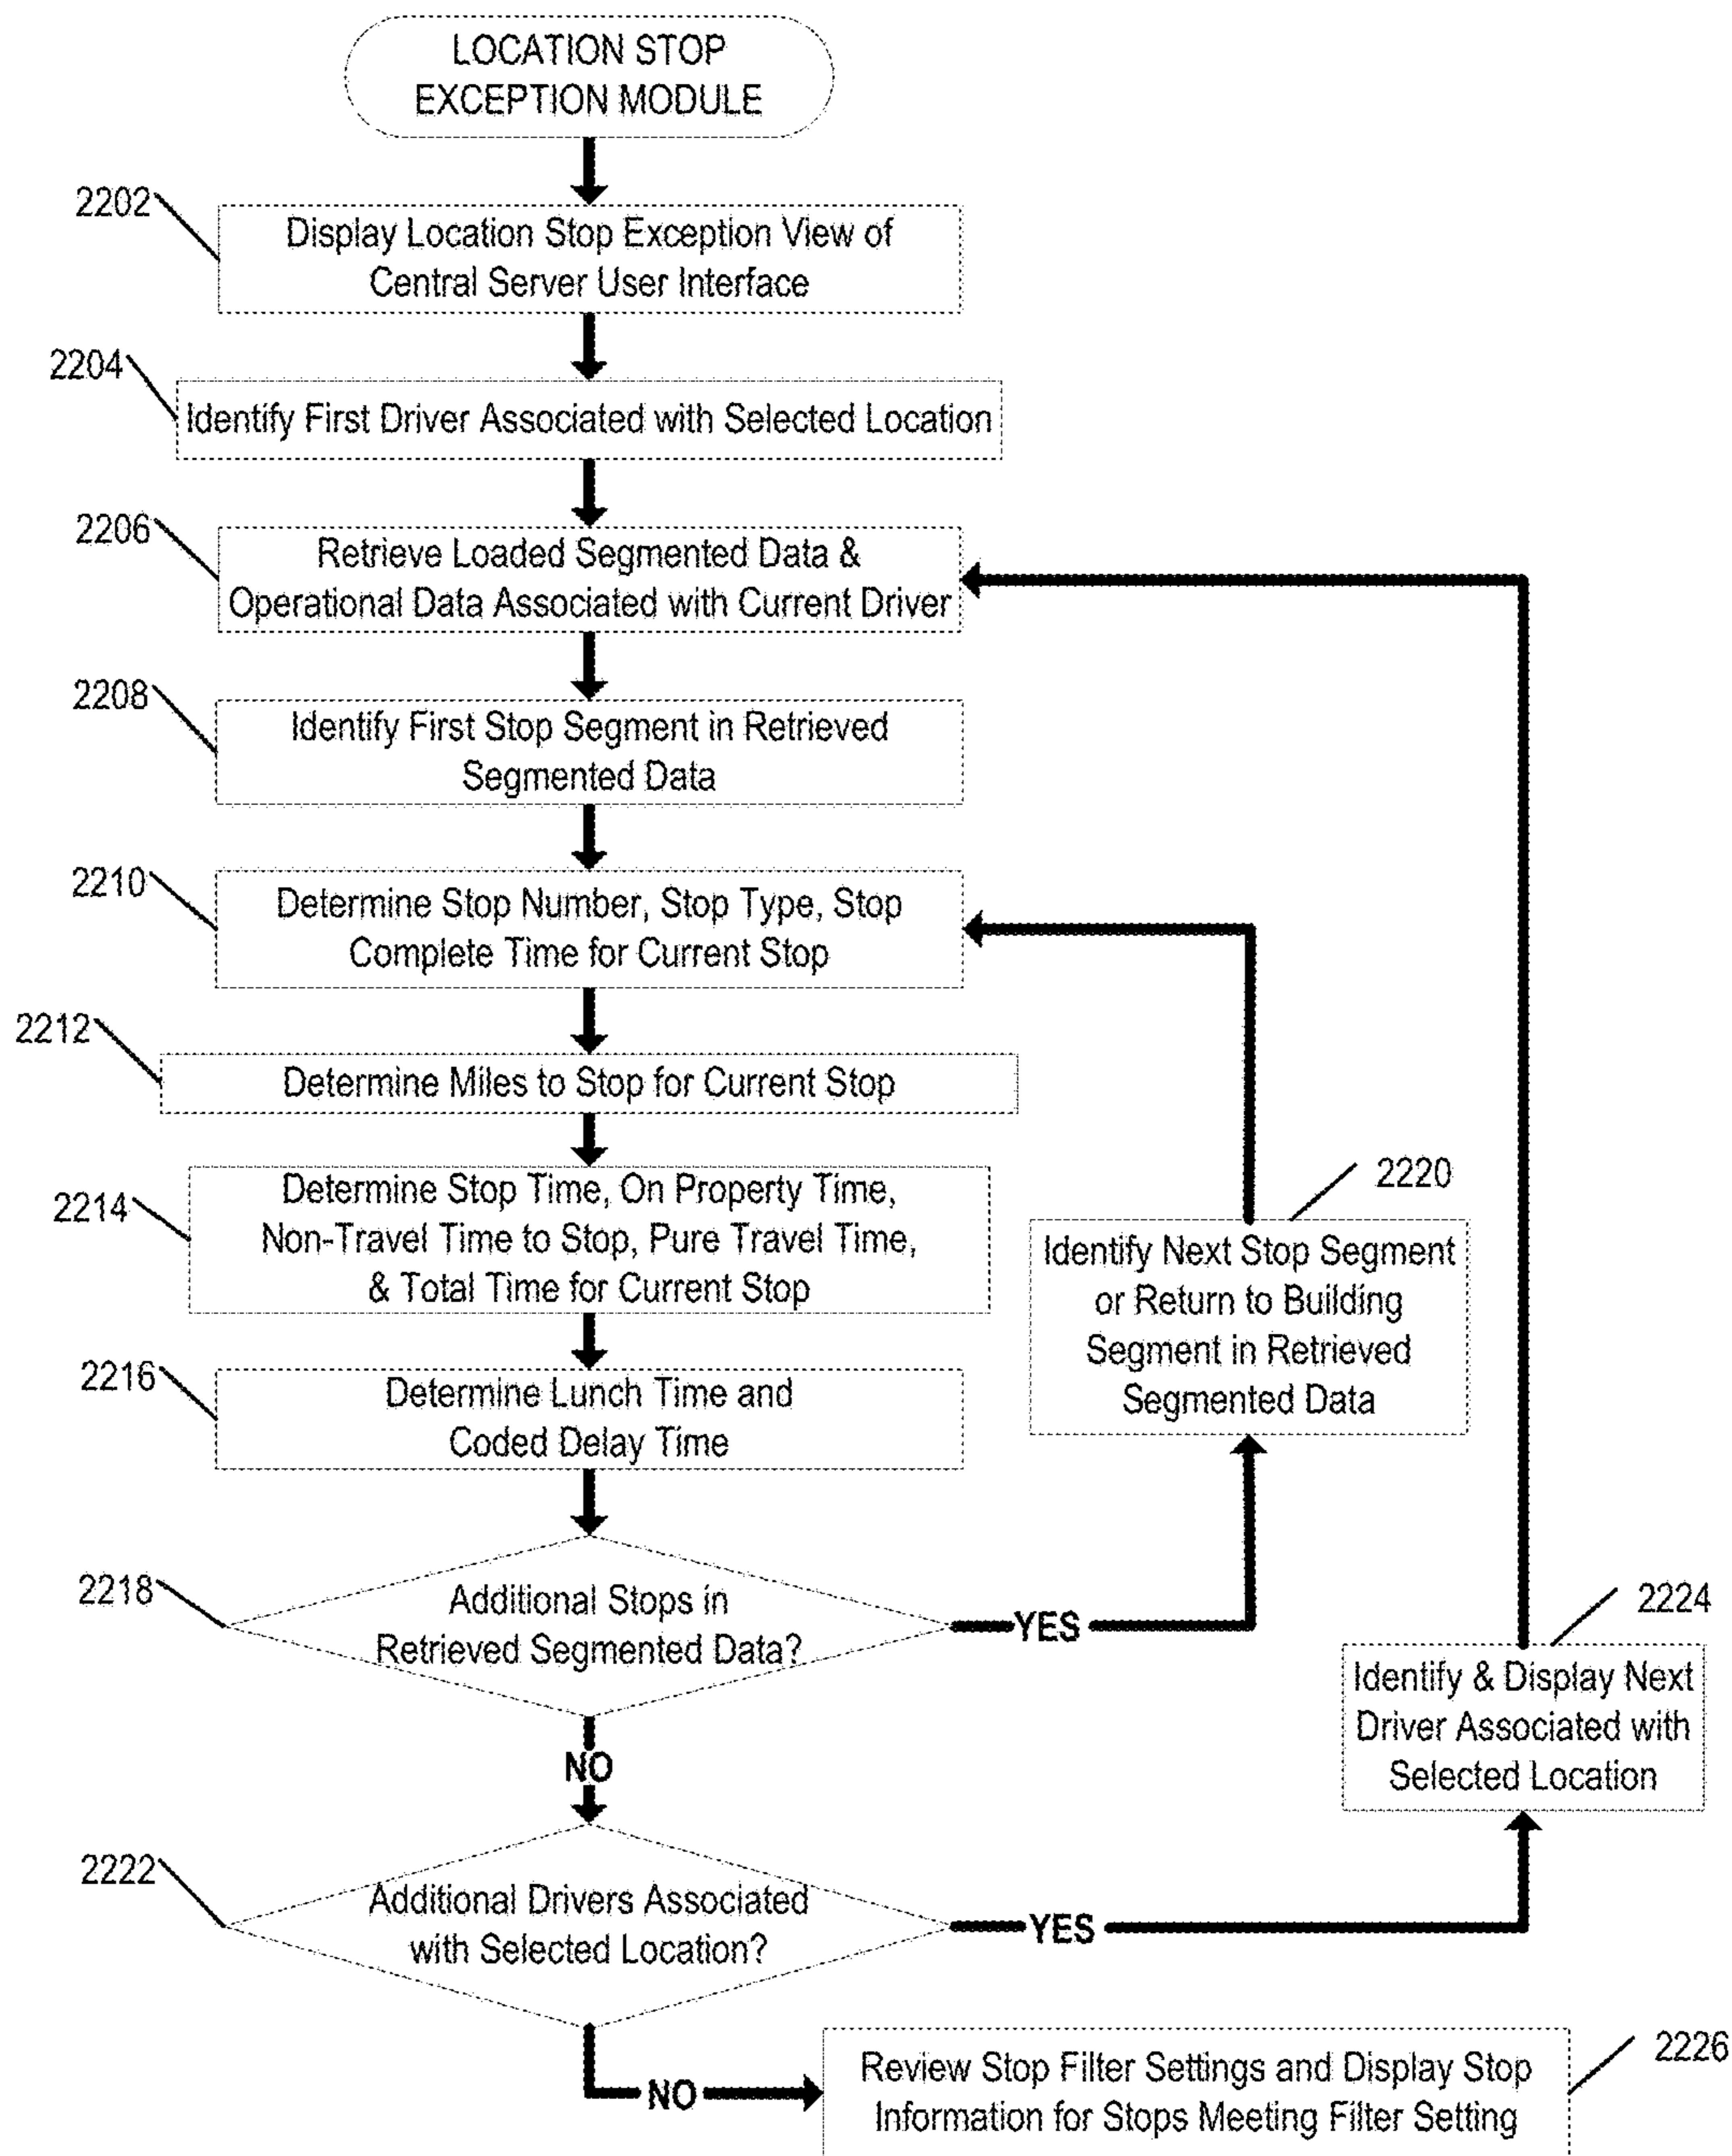 LOCATION STOP
EXCEPTION MODULE
2202
Display Location Stop Exception View of
Central Server User Interface
2204
Identify First Driver Associated with Selected Location
2206
Retrieve Loaded Segmented Data &
Operational Data Associated with Current Driver
2208
Identify First Stop Segment in Retrieved
Segmented Data
2210
Determine Stop Number, Stop Type, Stop
Complete Time for Current Stop
2212
Determine Miles to Stop for Current Stop
2214
Determine Stop Time, On Property Time,
Non-Travel Time to Stop, Pure Travel Time,
& Total Time for Current Stop
2216
Determine Lunch Time and
Coded Delay Time
2218
Additional Stops in
Retrieved Segmented Data?
YES
2220
Identify Next Stop Segment
or Return to Building
Segment in Retrieved
Segmented Data
NO
2222
Additional Drivers Associated
with Selected Location?
YES
2224
Identify & Display Next
Driver Associated with
Selected Location
NO
2226
Review Stop Filter Settings and Display Stop
Information for Stops Meeting Filter Setting